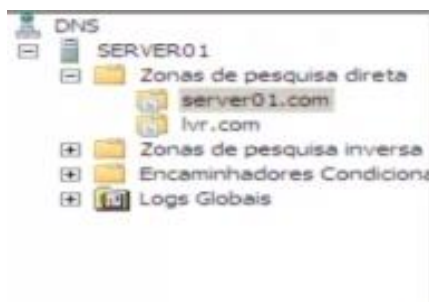 DNS
SERVER01
Zonas de pesquisa direta
server01.com
lvr.com
Zonas de pesquisa inversa
Encaminhadores Condiciona
Logs Globais